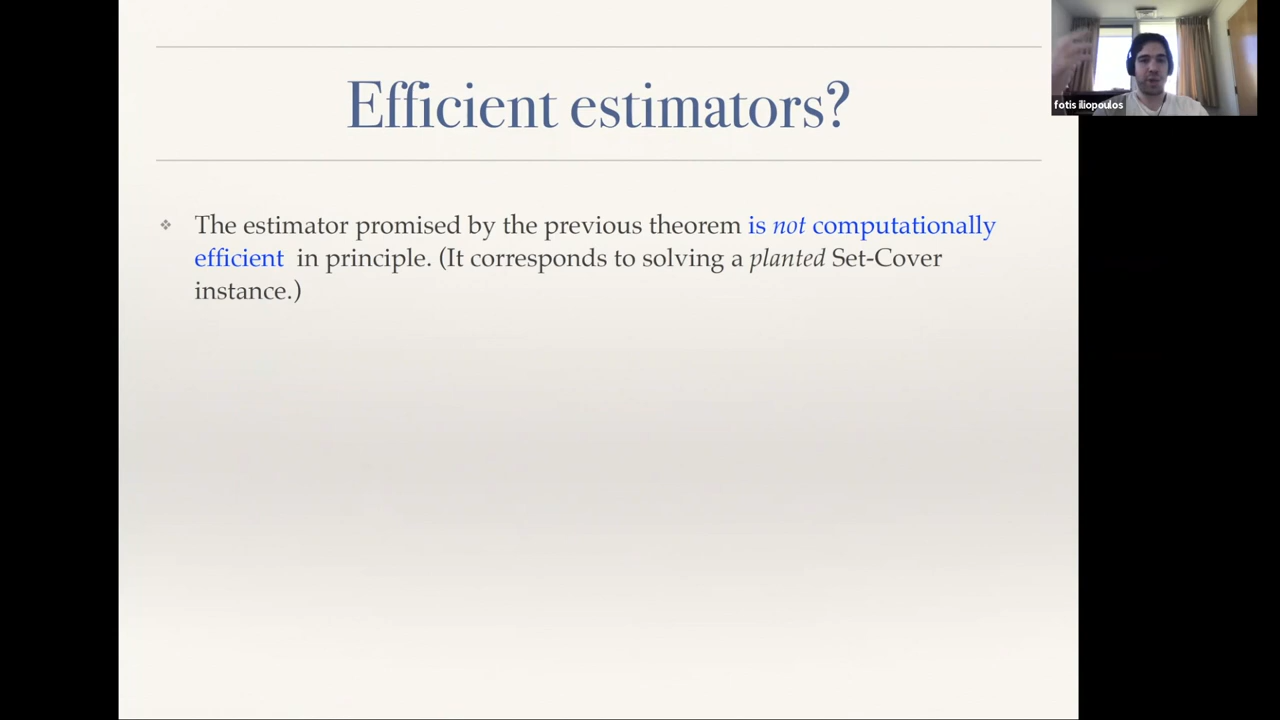 Efficient estimators?
fotis iliopoulos
❖ The estimator promised by the previous theorem is not computationally
efficient in principle. (It corresponds to solving a planted Set-Cover
instance.)